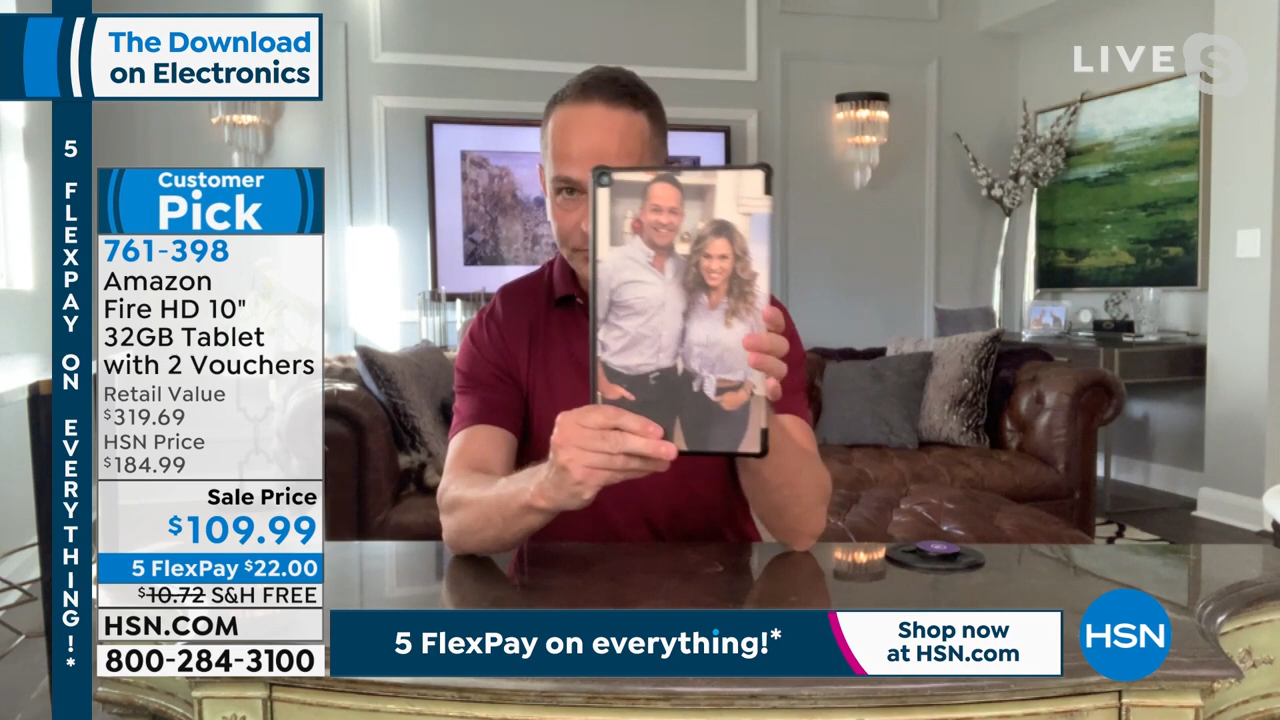 The Download
on Electronics
LIVE S
5 FLEXPAY ON EVERYTHING!*
Customer
Pick
761-398
Amazon
Fire HD 10"
32GB Tablet
with 2 Vouchers
Retail Value
$319.69
HSN Price
$184.99
Sale Price
$109.99
5 FlexPay $22.00
$10.72 S&H FREE
HSN.COM
800-284-3100
5 FlexPay on everything!*
Shop now
at HSN.com
HSN